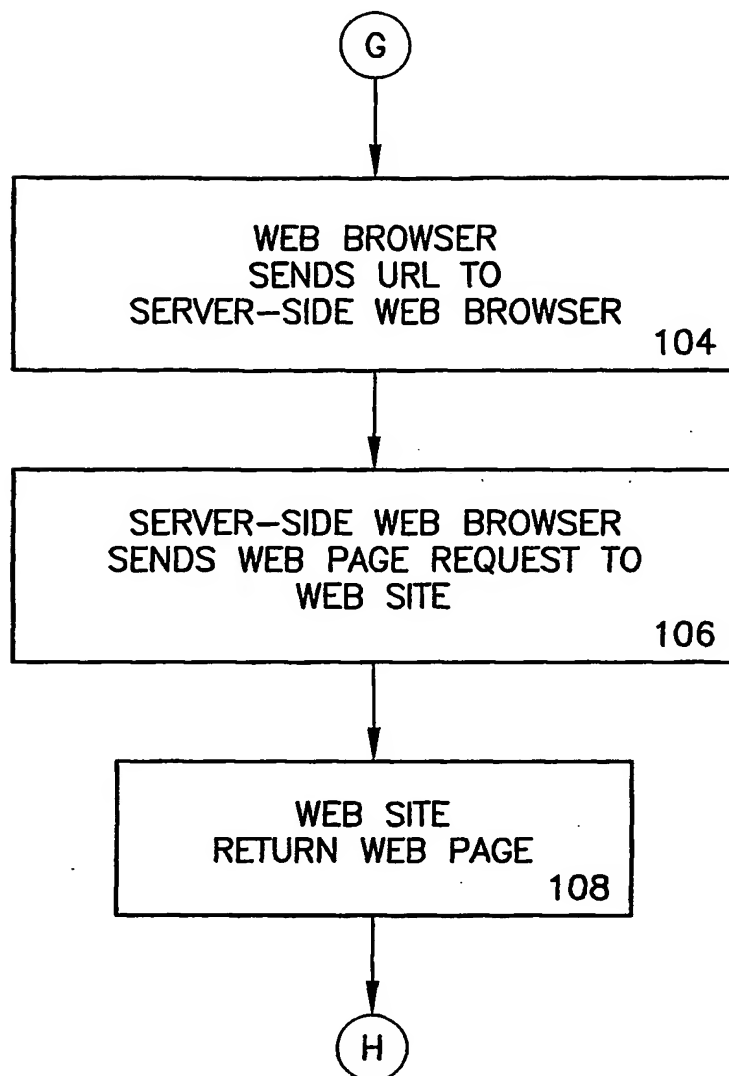 G
WEB BROWSER
SENDS URL TO
SERVER-SIDE WEB BROWSER
104
SERVER-SIDE WEB BROWSER
SENDS WEB PAGE REQUEST TO
WEB SITE
106
WEB SITE
RETURN WEB PAGE
108
H